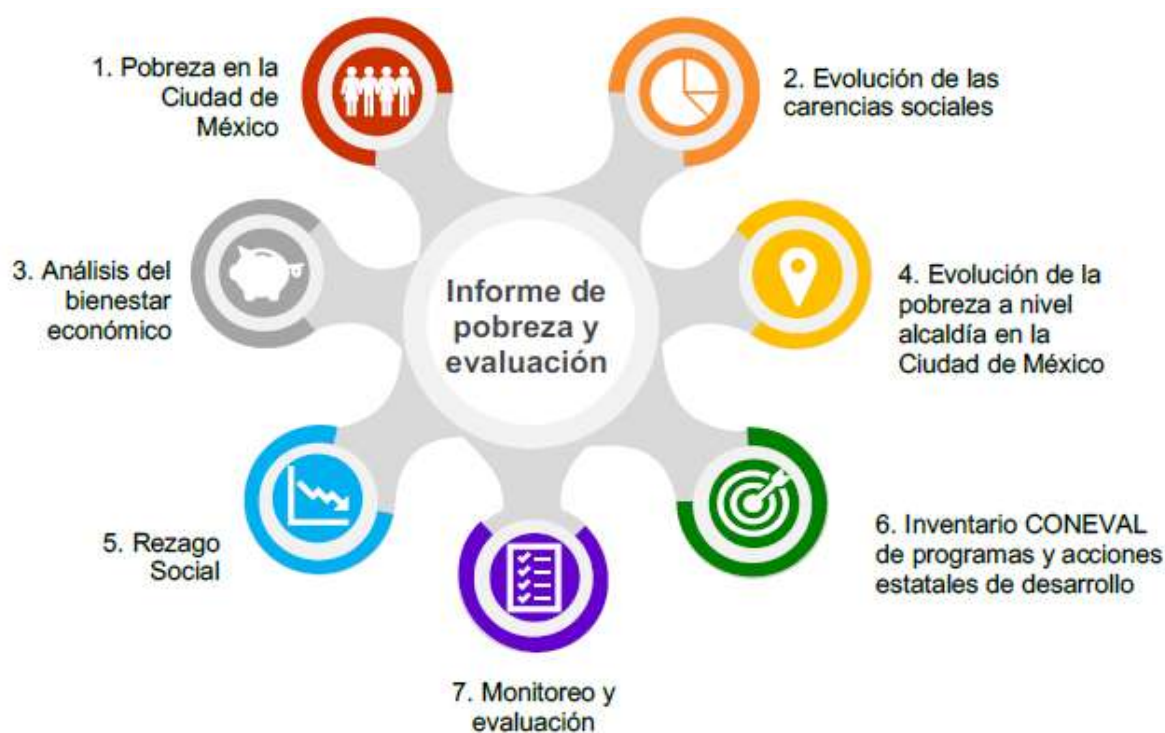 1. Pobreza en la
Ciudad de
México
2. Evolución de las
carencias sociales
3. Análisis del
bienestar
económico
Informe de
pobreza y
evaluación
4. Evolución de la
pobreza a nivel
alcaldía en la
Ciudad de México
5. Rezago
Social
6. Inventario CONEVAL
de programas y acciones
estatales de desarrollo
7. Monitoreo y
evaluación